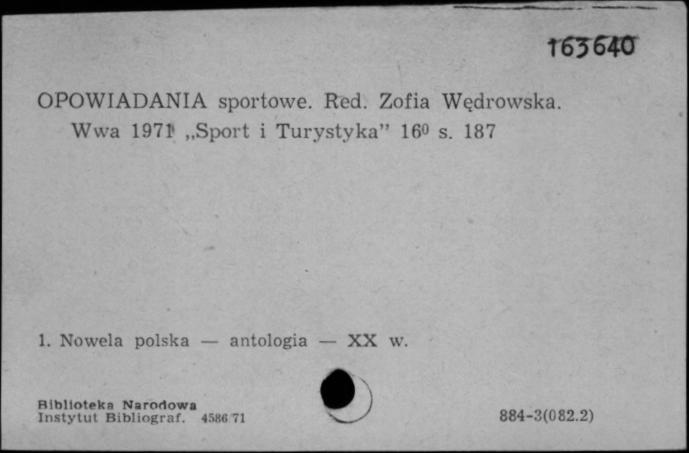 163640
OPOWIADANIA sportowe. Red. Zofia Wędrowska.
Wwa 1971 „Sport i Turystyka” 16⁰ s. 187
1. Nowela polska — antologia — XX w.
Biblioteka Narodowa
Instytut Bibliograf. 4586/71
884-3(082.2)